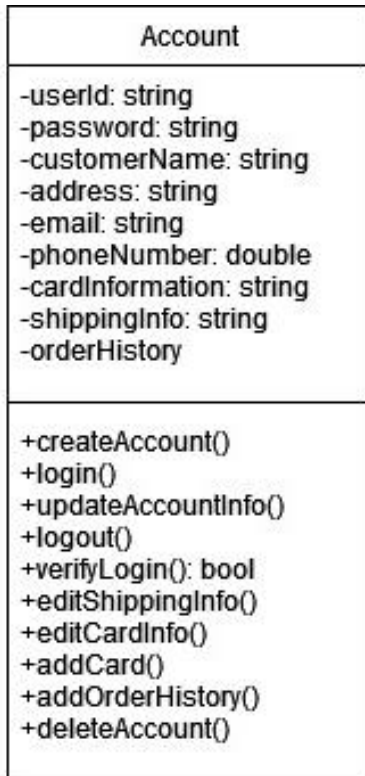 Account
-userId: string
-password: string
-customerName: string
-address: string
-email: string
-phoneNumber: double
-cardInformation: string
-shippingInfo: string
-orderHistory
+createAccount()
+login()
+updateAccountInfo()
+logout()
+verifyLogin(): bool
+editShippingInfo()
+editCardInfo()
+addCard()
+addOrderHistory()
+deleteAccount()